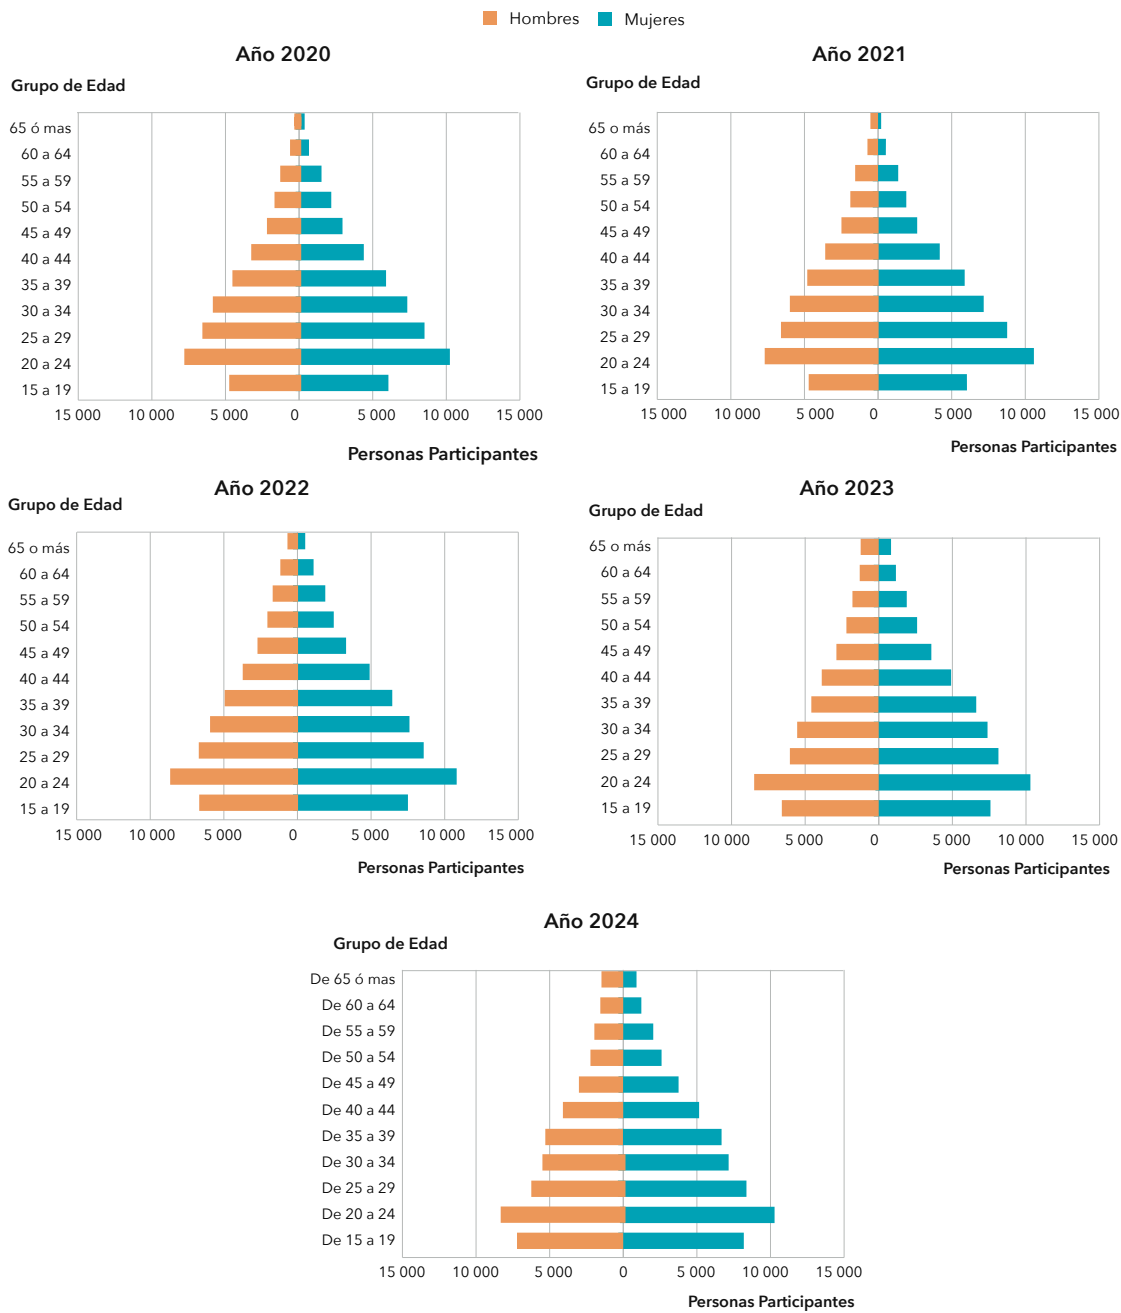 Hombres Mujeres
Año 2020
Grupo de Edad
65 ó mas
60 a 64
55 a 59
50 a 54
45 a 49
40 a 44
35 a 39
30 a 34
25 a 29
20 a 24
15 a 19
15 000 10 000 5 000 0 5 000 10 000 15 000
Personas Participantes
Año 2021
Grupo de Edad
65 o más
60 a 64
55 a 59
50 a 54
45 a 49
40 a 44
35 a 39
30 a 34
25 a 29
20 a 24
15 a 19
15 000 10 000 5 000 0 5 000 10 000 15 000
Personas Participantes
Año 2022
Grupo de Edad
65 o más
60 a 64
55 a 59
50 a 54
45 a 49
40 a 44
35 a 39
30 a 34
25 a 29
20 a 24
15 a 19
15 000 10 000 5 000 0 5 000 10 000 15 000
Personas Participantes
Año 2023
Grupo de Edad
65 o más
60 a 64
55 a 59
50 a 54
45 a 49
40 a 44
35 a 39
30 a 34
25 a 29
20 a 24
15 a 19
15 000 10 000 5 000 0 5 000 10 000 15 000
Personas Participantes
Año 2024
Grupo de Edad
De 65 ó mas
De 60 a 64
De 55 a 59
De 50 a 54
De 45 a 49
De 40 a 44
De 35 a 39
De 30 a 34
De 25 a 29
De 20 a 24
De 15 a 19
15 000 10 000 5 000 0 5 000 10 000 15 000
Personas Participantes